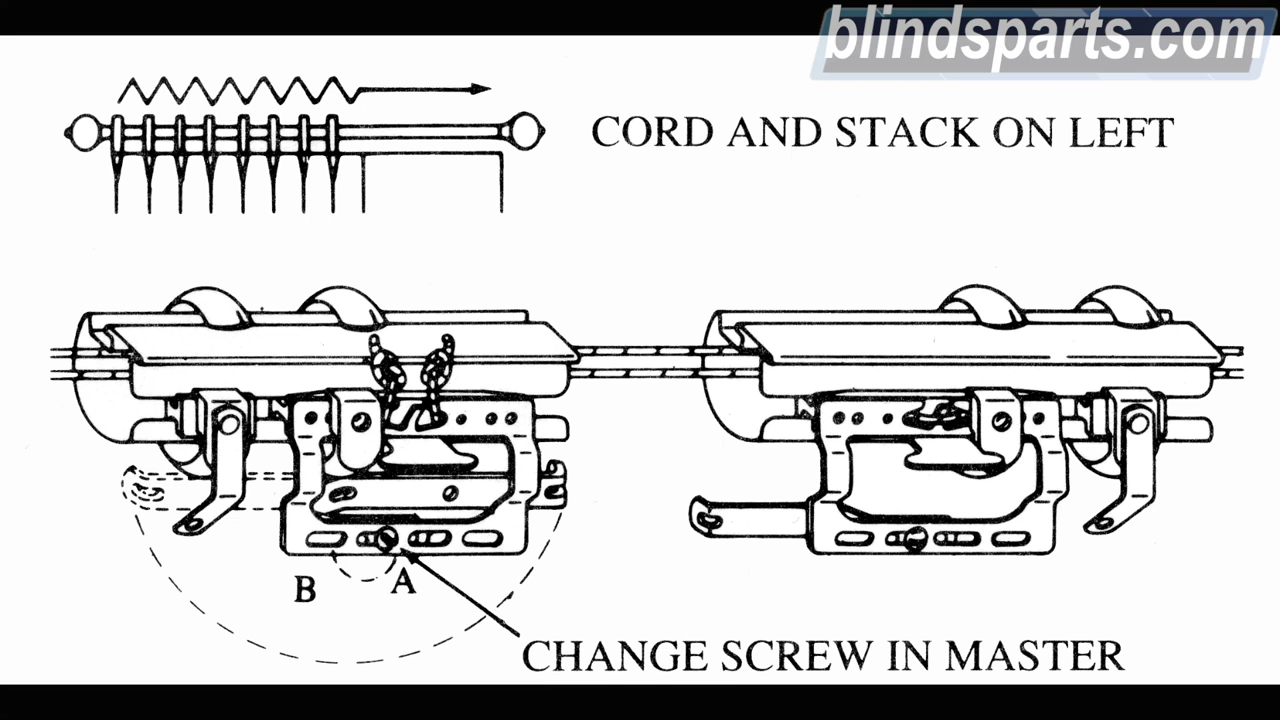 blindsparts.com
CORD AND STACK ON LEFT
B
A
CHANGE SCREW IN MASTER